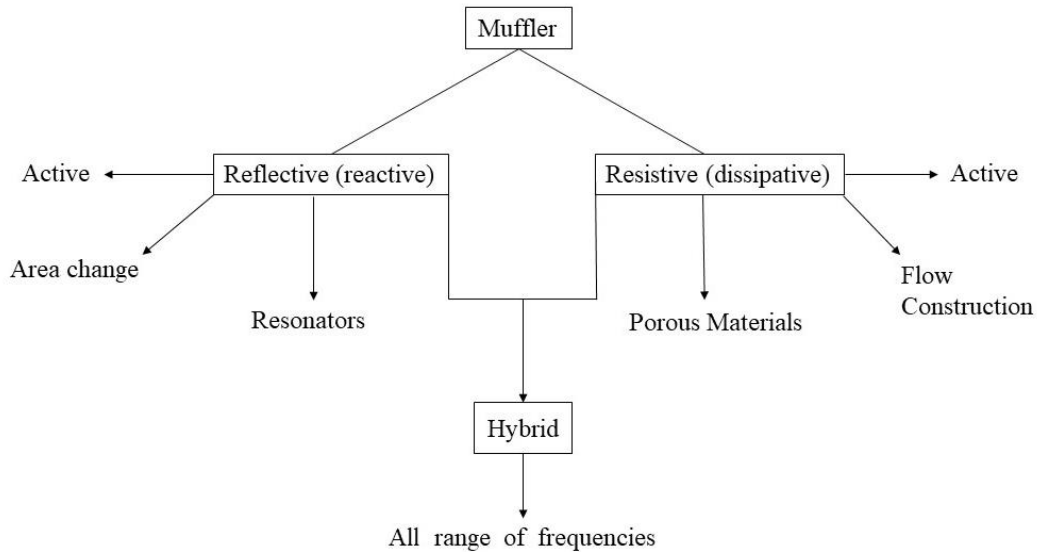 Muffler
Active
Reflective (reactive)
Resistive (dissipative)
Active
Area change
Resonators
Porous Materials
Flow
Construction
Hybrid
All range of frequencies